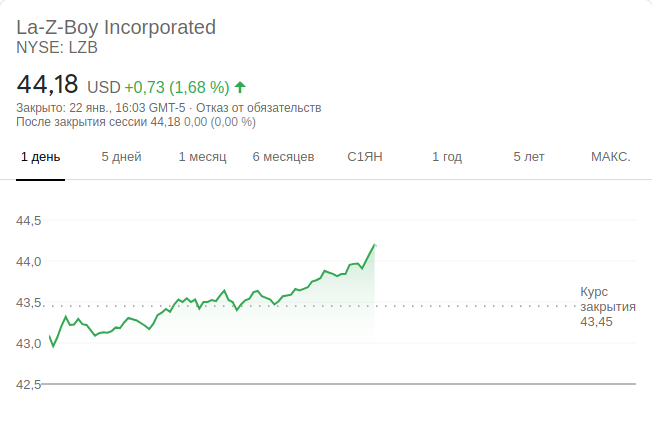 La-Z-Boy Incorporated
NYSE: LZB
44,18 USD +0,73 (1,68 %)
Закрыто: 22 янв., 16:03 GMT-5 · Отказ от обязательств
После закрытия сессии 44,18 0,00 (0,00 %)
1 день 5 дней 1 месяц 6 месяцев С1ЯН 1 год 5 лет МАКС.
44,5
44,0
43,5
43,0
42,5
Курс
закрытия
43,45